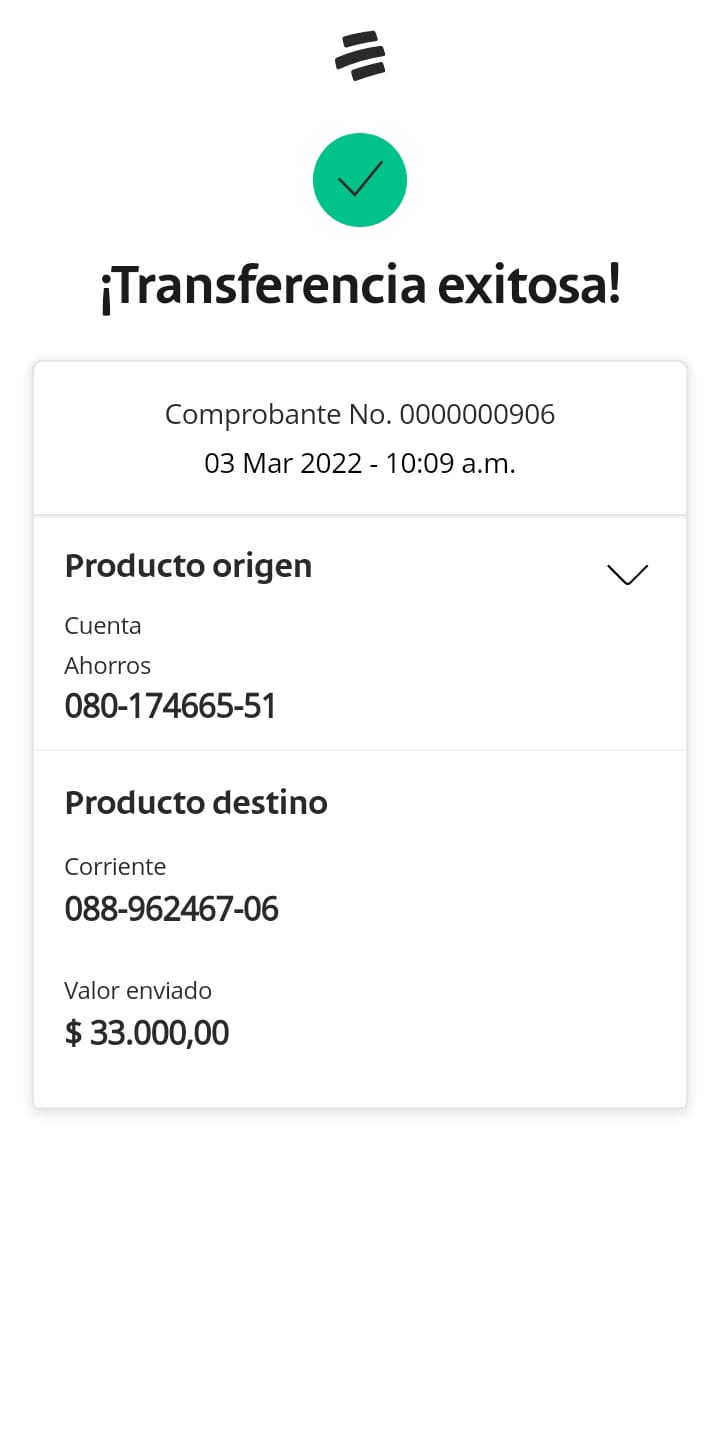 ¡Transferencia exitosa!
Comprobante No. 0000000906
03 Mar 2022 - 10:09 a.m.
Producto origen
Cuenta
Ahorros
080-174665-51
Producto destino
Corriente
088-962467-06
Valor enviado
$ 33.000,00